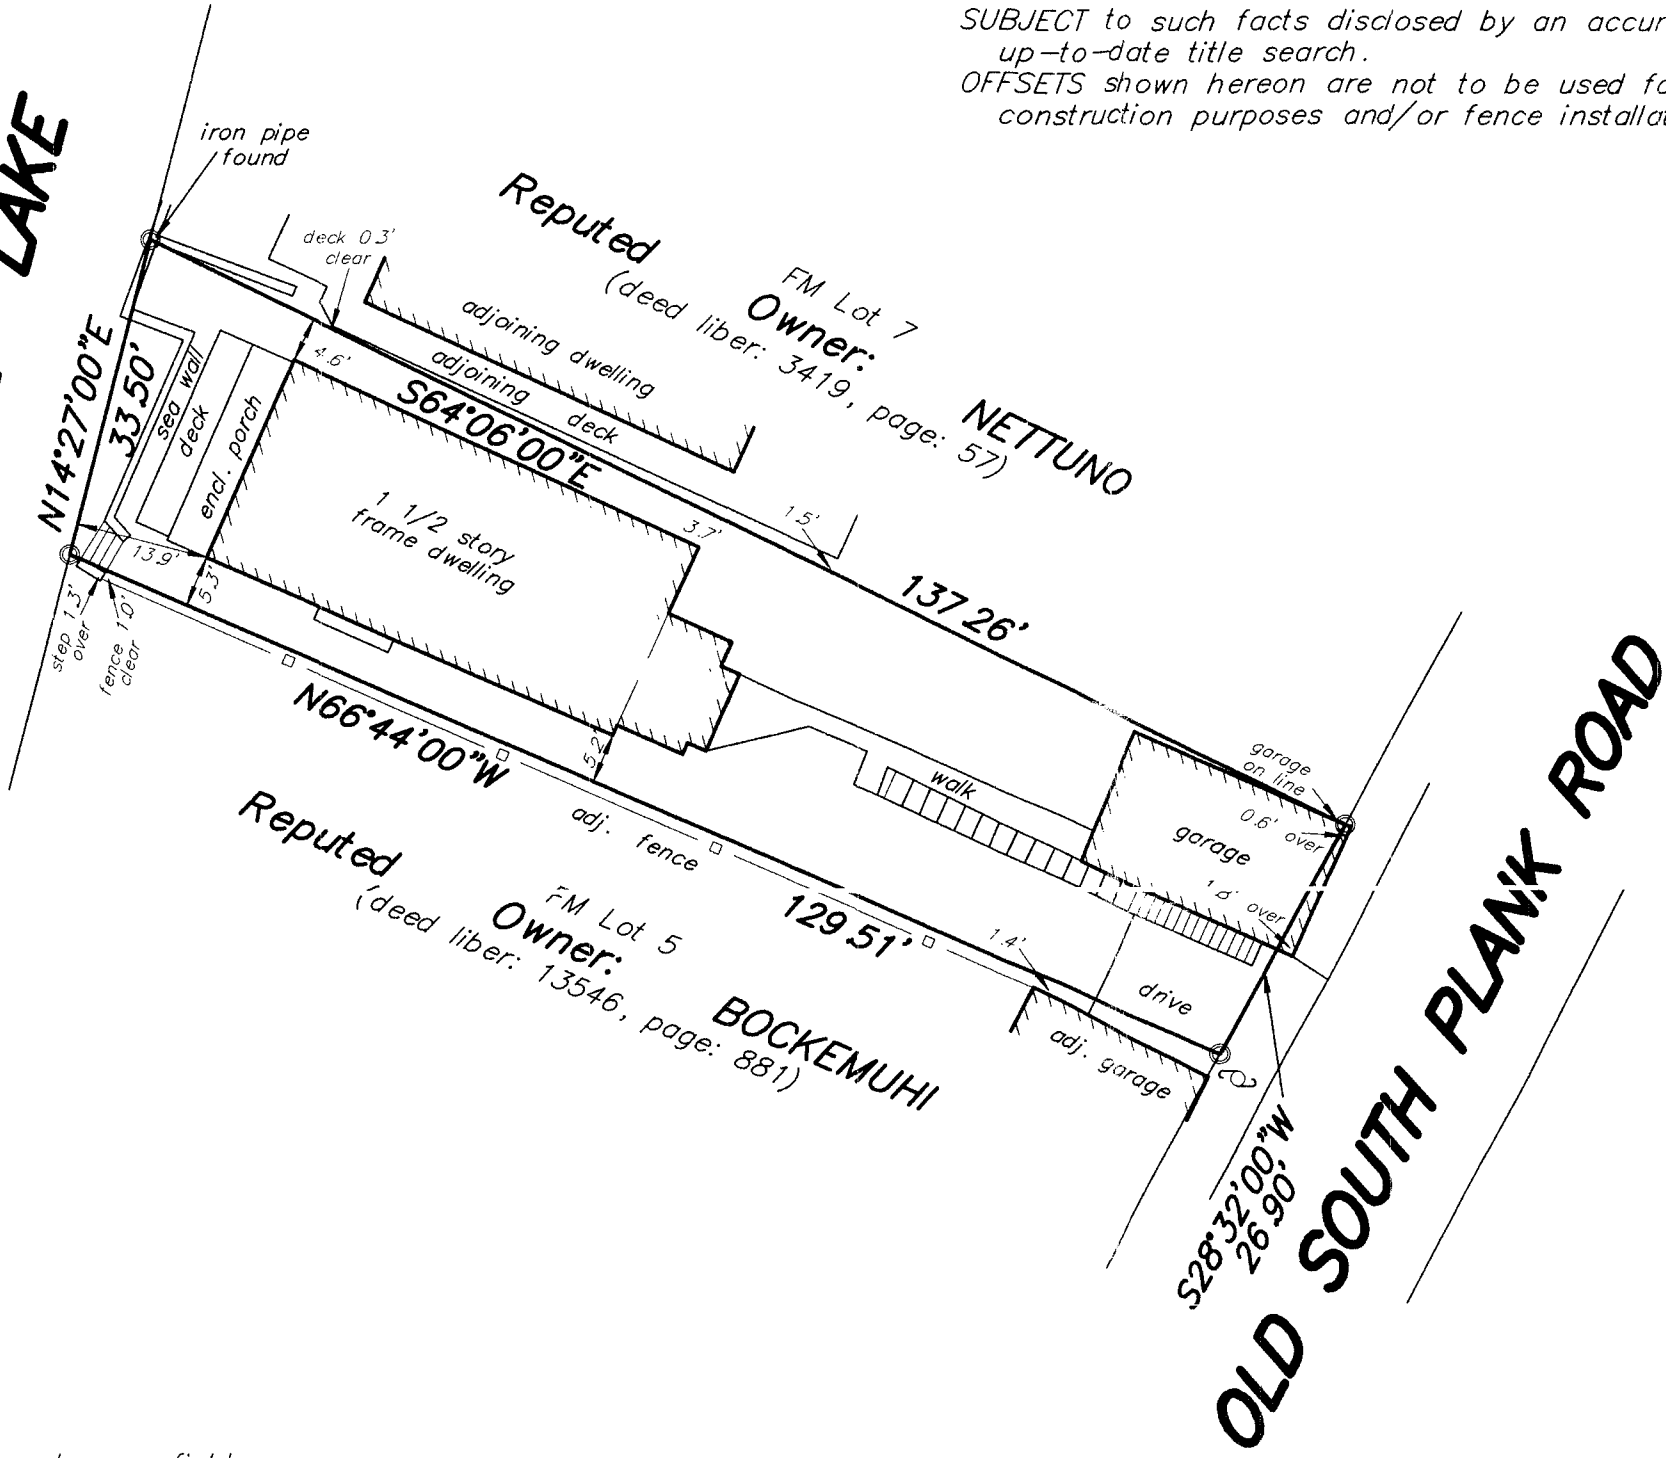 SUBJECT to such facts disclosed by an accur
up-to-date title search.
OFFSETS shown hereon are not to be used fo
construction purposes and/or fence installat
LAKE
iron pipe
found
deck 0.3'
clear
Reputed
Owner:
NETTUNO
FM Lot 7
(deed liber: 3419, page: 57)
adjoining dwelling
adjoining deck
4.6'
S64°06'00"E
137.26'
N14°27'00"E
33.50'
sea wall
deck
encl. porch
1 1/2 story
frame dwelling
3.7'
1.5'
13.9'
5.3'
step 1.3'
over
fence 1.0'
clear
5.2'
N66°44'00"W
129.51'
adj. fence
walk
garage
on line
0.6' over
garage
1.8' over
drive
1.4'
adj. garage
Reputed
Owner:
BOCKEMUHI
FM Lot 5
(deed liber: 13546, page: 881)
S28°32'00"W
26.90'
OLD SOUTH PLANK ROAD